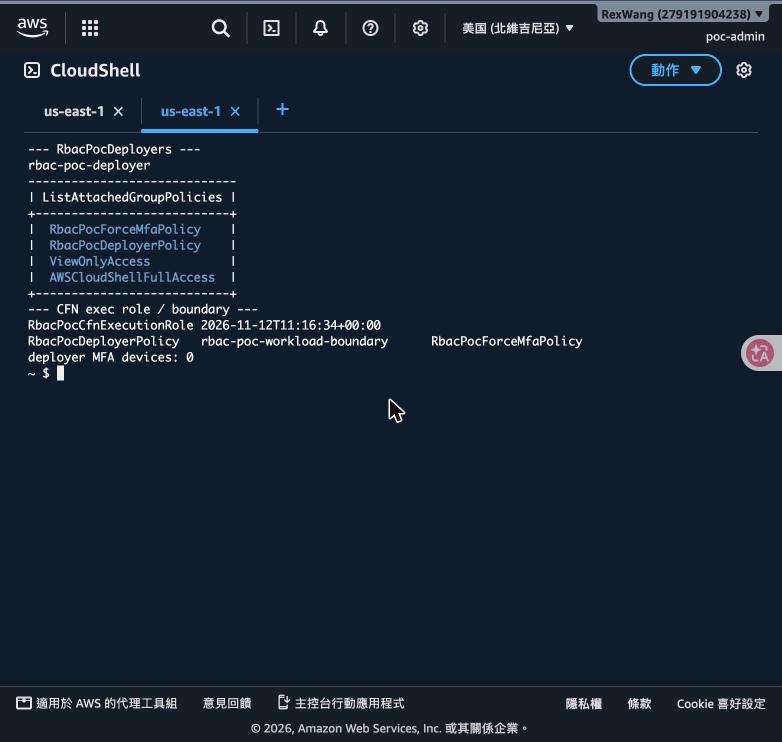 aws
美国 (北維吉尼亞)
RexWang (279191904238)
poc-admin
CloudShell
動作
us-east-1
us-east-1
--- RbacPocDeployers ---
rbac-poc-deployer
-----------------------------
| ListAttachedGroupPolicies |
+---------------------------+
| RbacPocForceMfaPolicy |
| RbacPocDeployerPolicy |
| ViewOnlyAccess |
| AWSCloudShellFullAccess |
+---------------------------+
--- CFN exec role / boundary ---
RbacPocCfnExecutionRole 2026-11-12T11:16:34+00:00
RbacPocDeployerPolicy rbac-poc-workload-boundary RbacPocForceMfaPolicy
deployer MFA devices: 0
~ $
適用於 AWS 的代理工具組 意見回饋 主控台行動應用程式 隱私權 條款 Cookie 喜好設定
© 2026, Amazon Web Services, Inc. 或其關係企業。